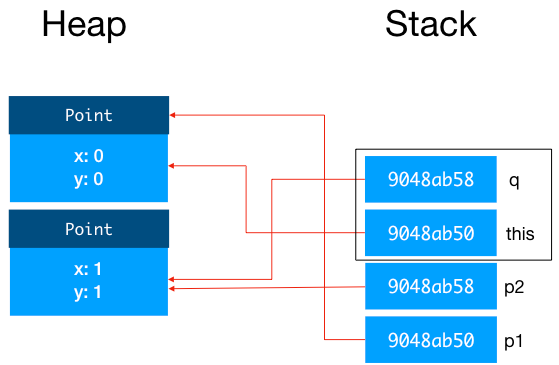 Heap
Stack
Point
x: 0
y: 0
Point
x: 1
y: 1
9048ab58 q
9048ab50 this
9048ab58 p2
9048ab50 p1